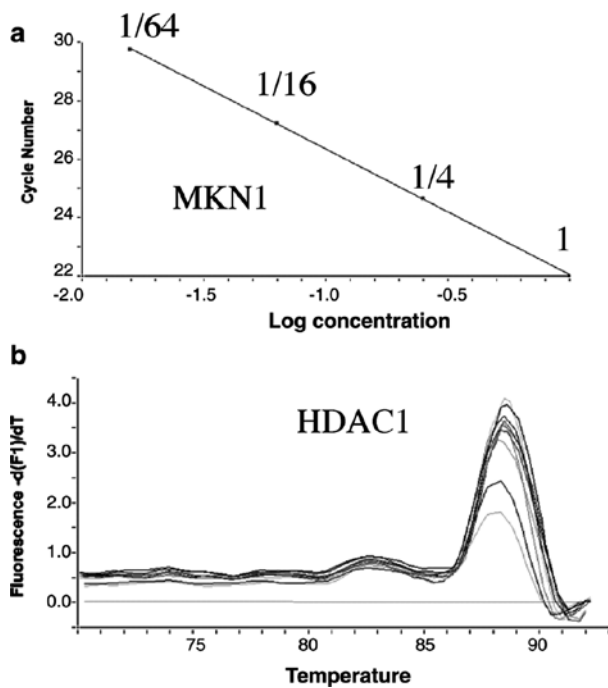 a
1/64
1/16
1/4
1
MKN1
Cycle Number
30
28
26
24
22
-2.0 -1.5 -1.0 -0.5
Log concentration
b
HDAC1
Fluorescence -d(F1)/dT
4.0
3.0
2.0
1.0
0.0
75 80 85 90
Temperature